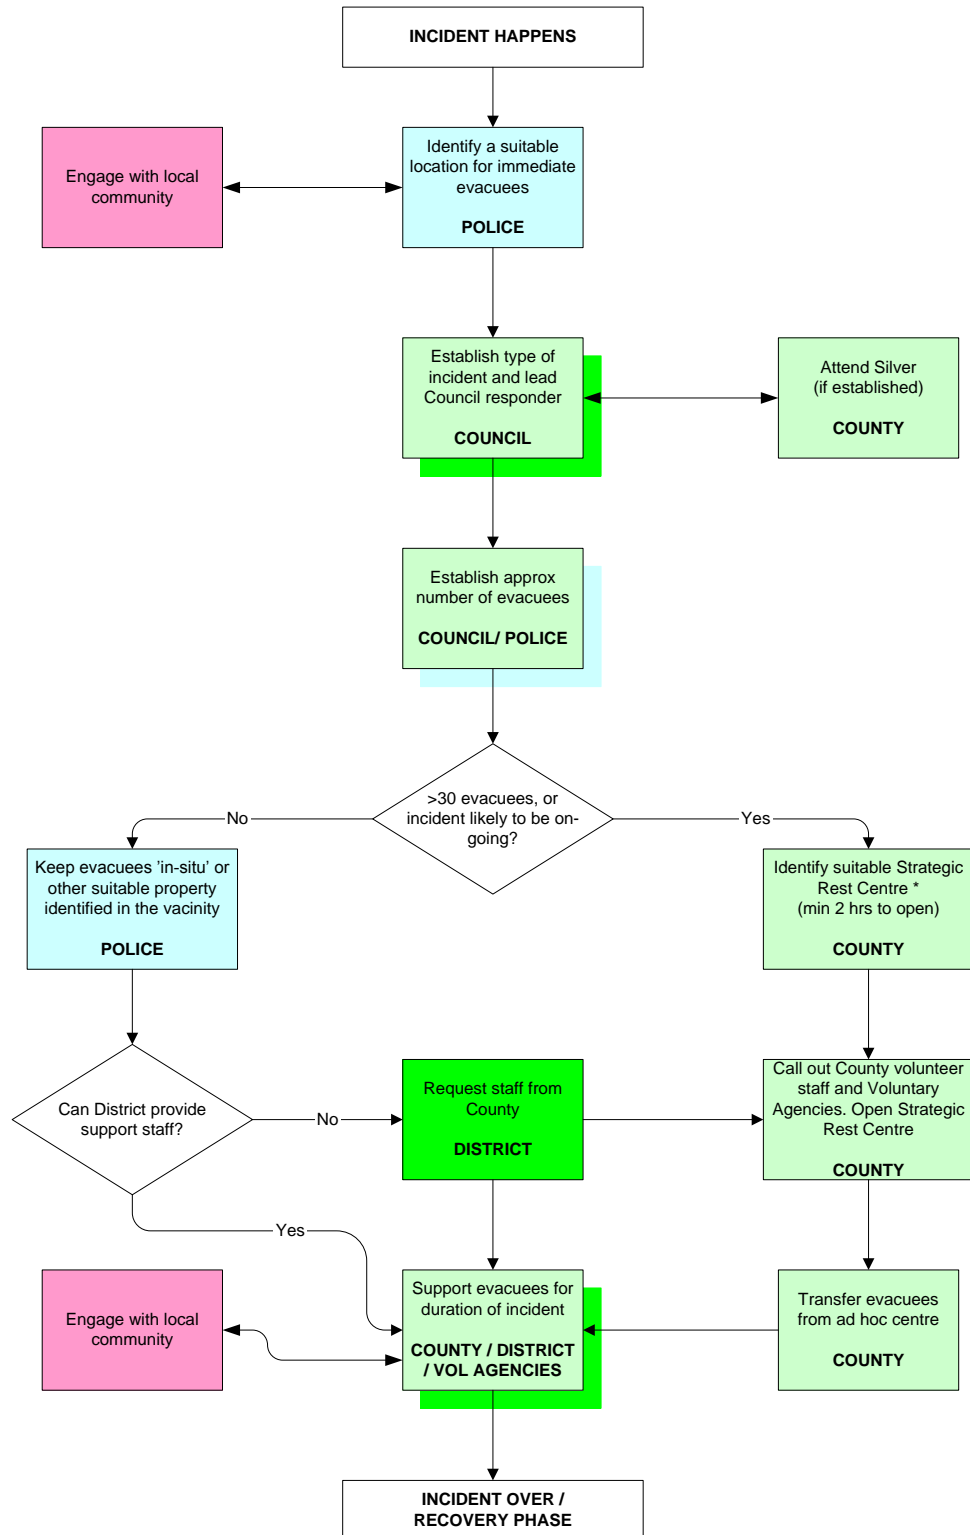 INCIDENT HAPPENS
Identify a suitable
location for immediate
evacuees
POLICE
Engage with local
community
Establish type of
incident and lead
Council responder
COUNCIL
Attend Silver
(if established)
COUNTY
Establish approx
number of evacuees
COUNCIL/ POLICE
>30 evacuees, or
incident likely to be on-
going?
No
Yes
Keep evacuees 'in-situ' or
other suitable property
identified in the vacinity
POLICE
Identify suitable Strategic
Rest Centre *
(min 2 hrs to open)
COUNTY
Can District provide
support staff?
No
Request staff from
County
DISTRICT
Call out County volunteer
staff and Voluntary
Agencies. Open Strategic
Rest Centre
COUNTY
Yes
Engage with local
community
Support evacuees for
duration of incident
COUNTY / DISTRICT
/ VOL AGENCIES
Transfer evacuees
from ad hoc centre
COUNTY
INCIDENT OVER /
RECOVERY PHASE